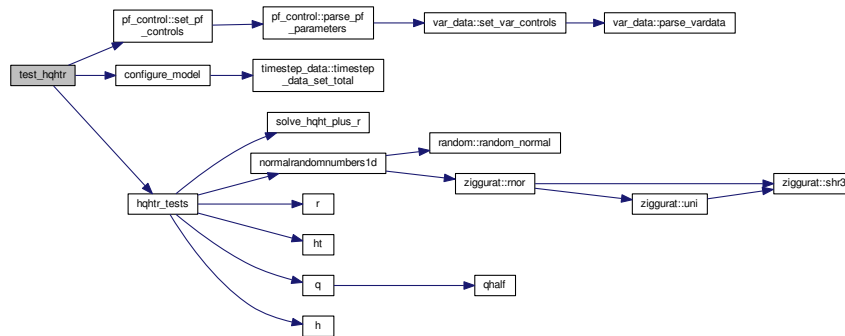 pf_control::set_pf
_controls
pf_control::parse_pf
_parameters
var_data::set_var_controls
var_data::parse_vardata
test_hqhtr
configure_model
timestep_data::timestep
_data_set_total
solve_hqht_plus_r
normalrandomnumbers1d
random::random_normal
ziggurat::rnor
ziggurat::shr3
hqhtr_tests
r
ziggurat::uni
ht
q
qhalf
h